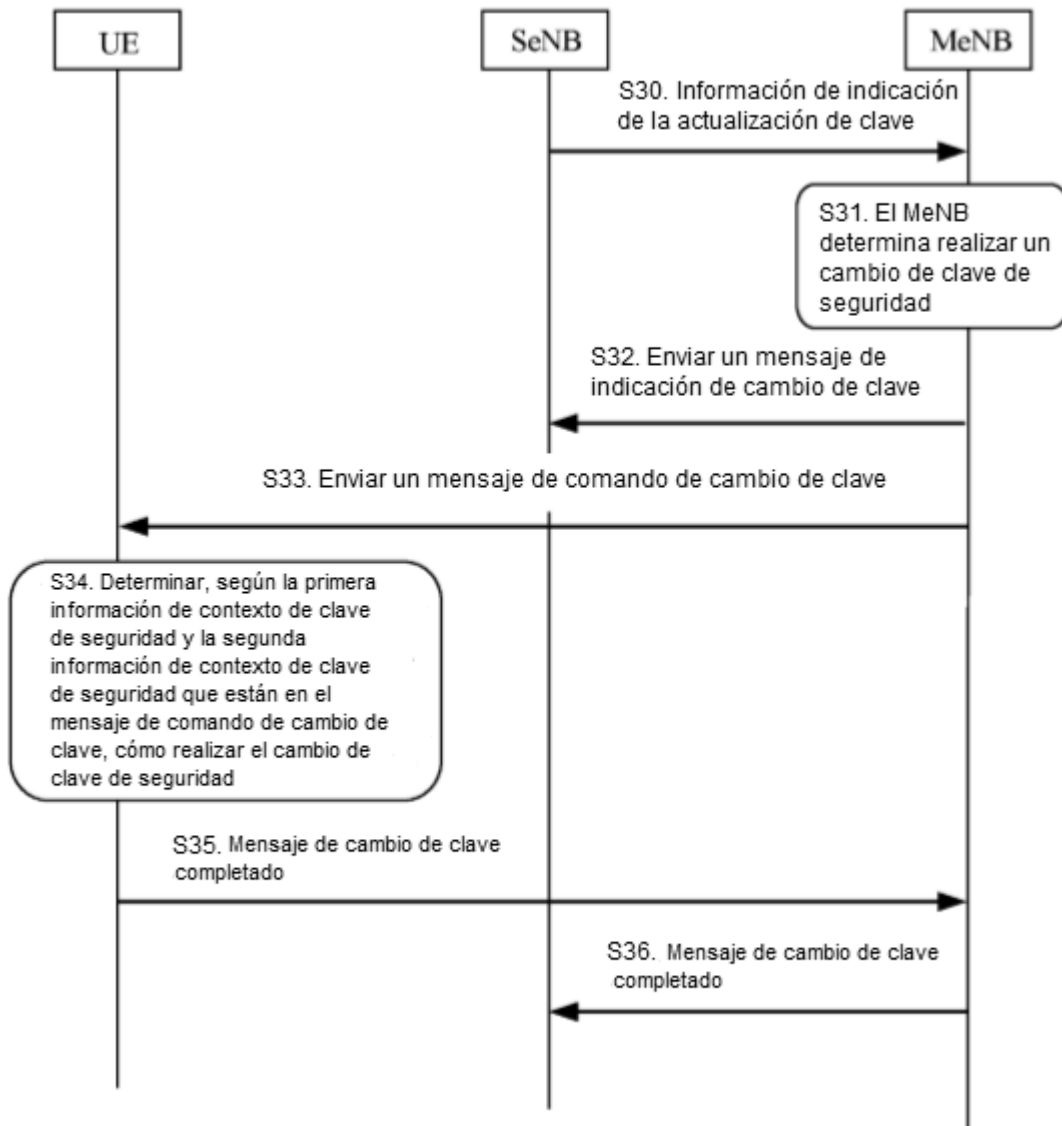 UE
SeNB
MeNB
S30. Información de indicación
de la actualización de clave
S31. El MeNB
determina realizar un
cambio de clave de
seguridad
S32. Enviar un mensaje de
indicación de cambio de clave
S33. Enviar un mensaje de comando de cambio de clave
S34. Determinar, según la primera
información de contexto de clave
de seguridad y la segunda
información de contexto de clave
de seguridad que están en el
mensaje de comando de cambio de
clave, cómo realizar el cambio de
clave de seguridad
S35. Mensaje de cambio de clave
completado
S36. Mensaje de cambio de clave
completado